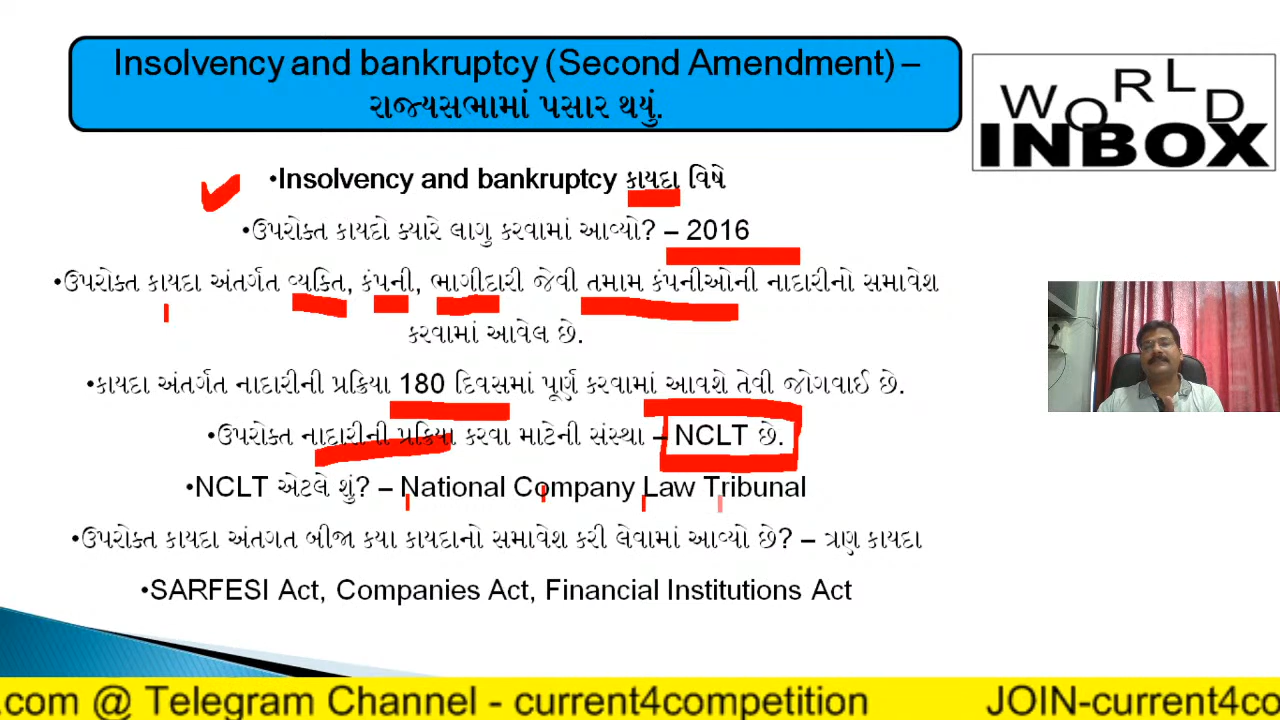 Insolvency and bankruptcy (Second Amendment) –
રાજ્યસભામાં પસાર થયું.
WORLD
INBOX
•Insolvency and bankruptcy કાયદા વિષે
•ઉપરોક્ત કાયદો ક્યારે લાગુ કરવામાં આવ્યો? – 2016
•ઉપરોક્ત કાયદા અંતર્ગત વ્યક્તિ, કંપની, ભાગીદારી જેવી તમામ કંપનીઓની નાદારીનો સમાવેશ
કરવામાં આવેલ છે.
•કાયદા અંતર્ગત નાદારીની પ્રક્રિયા 180 દિવસમાં પૂર્ણ કરવામાં આવશે તેવી જોગવાઈ છે.
•ઉપરોક્ત નાદારીની પ્રક્રિયા કરવા માટેની સંસ્થા – NCLT છે.
•NCLT એટલે શું? – National Company Law Tribunal
•ઉપરોક્ત કાયદા અંતગત બીજા કયા કાયદાનો સમાવેશ કરી લેવામાં આવ્યો છે? – ત્રણ કાયદા
•SARFESI Act, Companies Act, Financial Institutions Act
.com @ Telegram Channel - current4competition JOIN-current4co